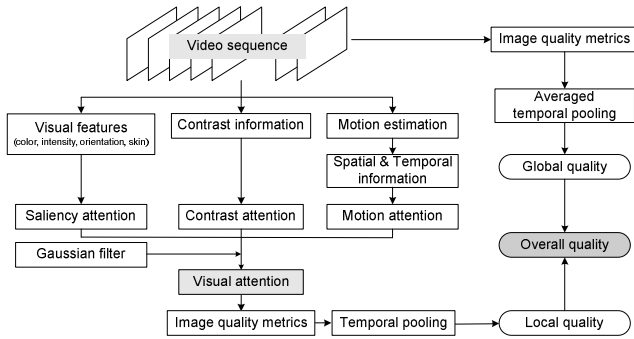 Video sequence
Image quality metrics
Averaged
temporal pooling
Visual features
(color, intensity, orientation, skin)
Contrast information
Motion estimation
Spatial & Temporal
information
Global quality
Saliency attention
Contrast attention
Motion attention
Gaussian filter
Overall quality
Visual attention
Image quality metrics
Temporal pooling
Local quality